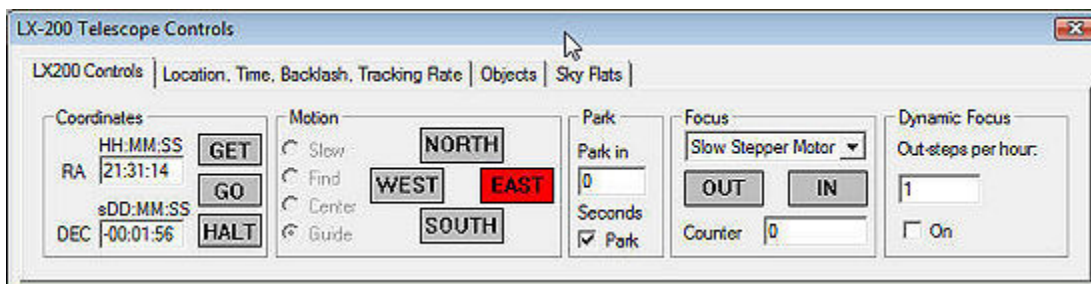 LX-200 Telescope Controls
LX200 Controls
Location, Time, Backlash, Tracking Rate
Objects
Sky Flats
Coordinates
HH:MM:SS
RA 21:31:14
sDD:MM:SS
DEC -00:01:56
GET
GO
HALT
Motion
Slew
Find
Center
Guide
NORTH
WEST
EAST
SOUTH
Park
Park in
0
Seconds
Park
Focus
Slow Stepper Motor
OUT
IN
Counter 0
Dynamic Focus
Out-steps per hour:
1
On